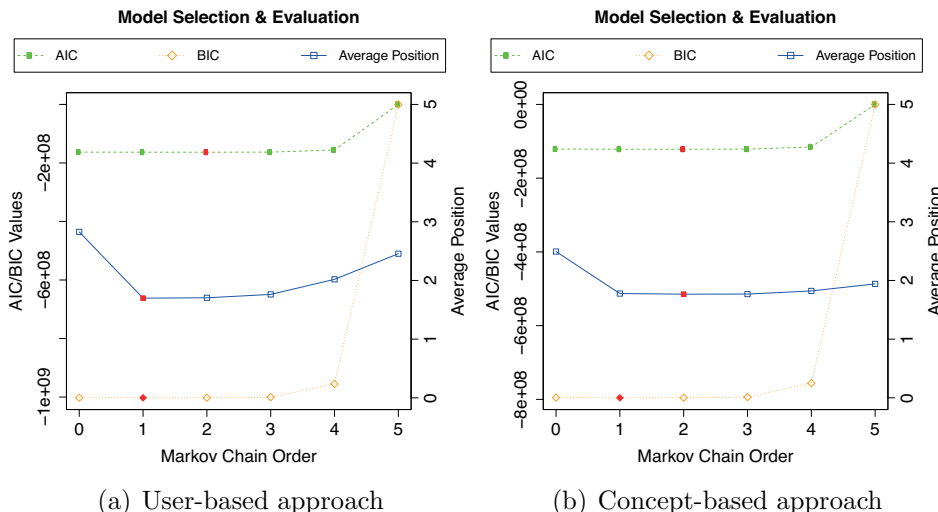 Model Selection & Evaluation
AIC BIC Average Position
AIC/BIC Values
-2e+08
-6e+08
-1e+09
0 1 2 3 4 5
Average Position
0 1 2 3 4 5
Markov Chain Order
(a) User-based approach
Model Selection & Evaluation
AIC BIC Average Position
AIC/BIC Values
0e+00
-2e+08
-4e+08
-6e+08
-8e+08
0 1 2 3 4 5
Average Position
0 1 2 3 4 5
Markov Chain Order
(b) Concept-based approach